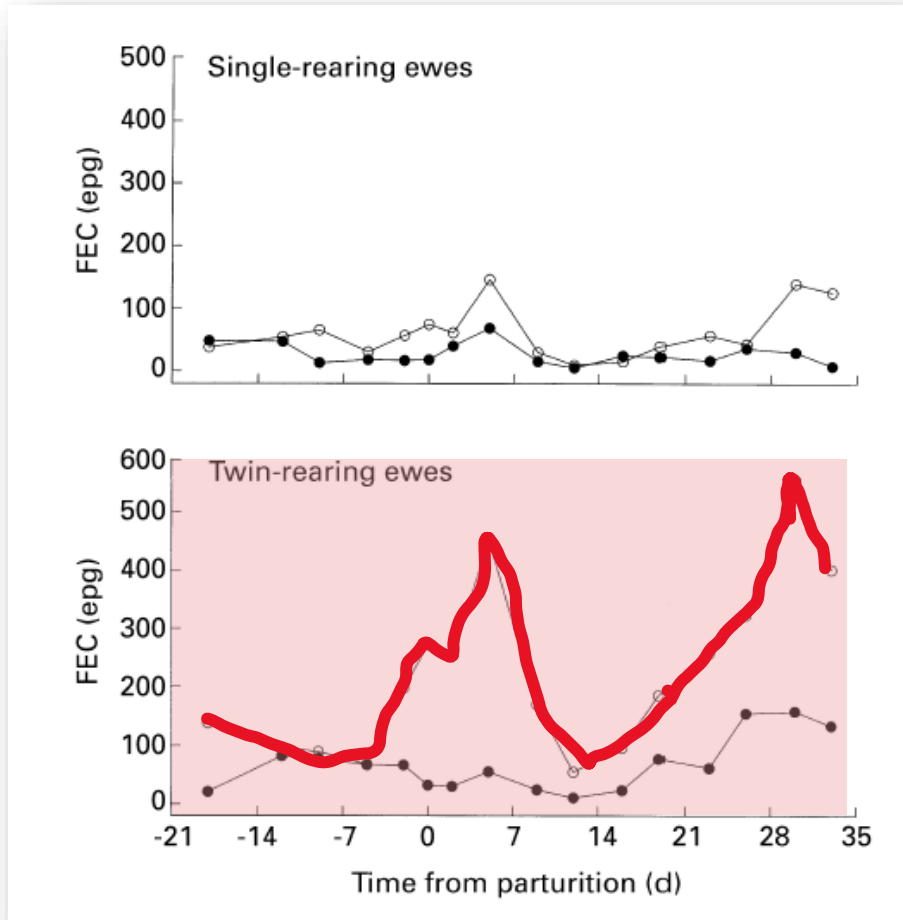 500
Single-rearing ewes
400
300
200
100
0
FEC (epg)
600
Twin-rearing ewes
500
400
300
200
100
0
FEC (epg)
-21 -14 -7 0 7 14 21 28 35
Time from parturition (d)